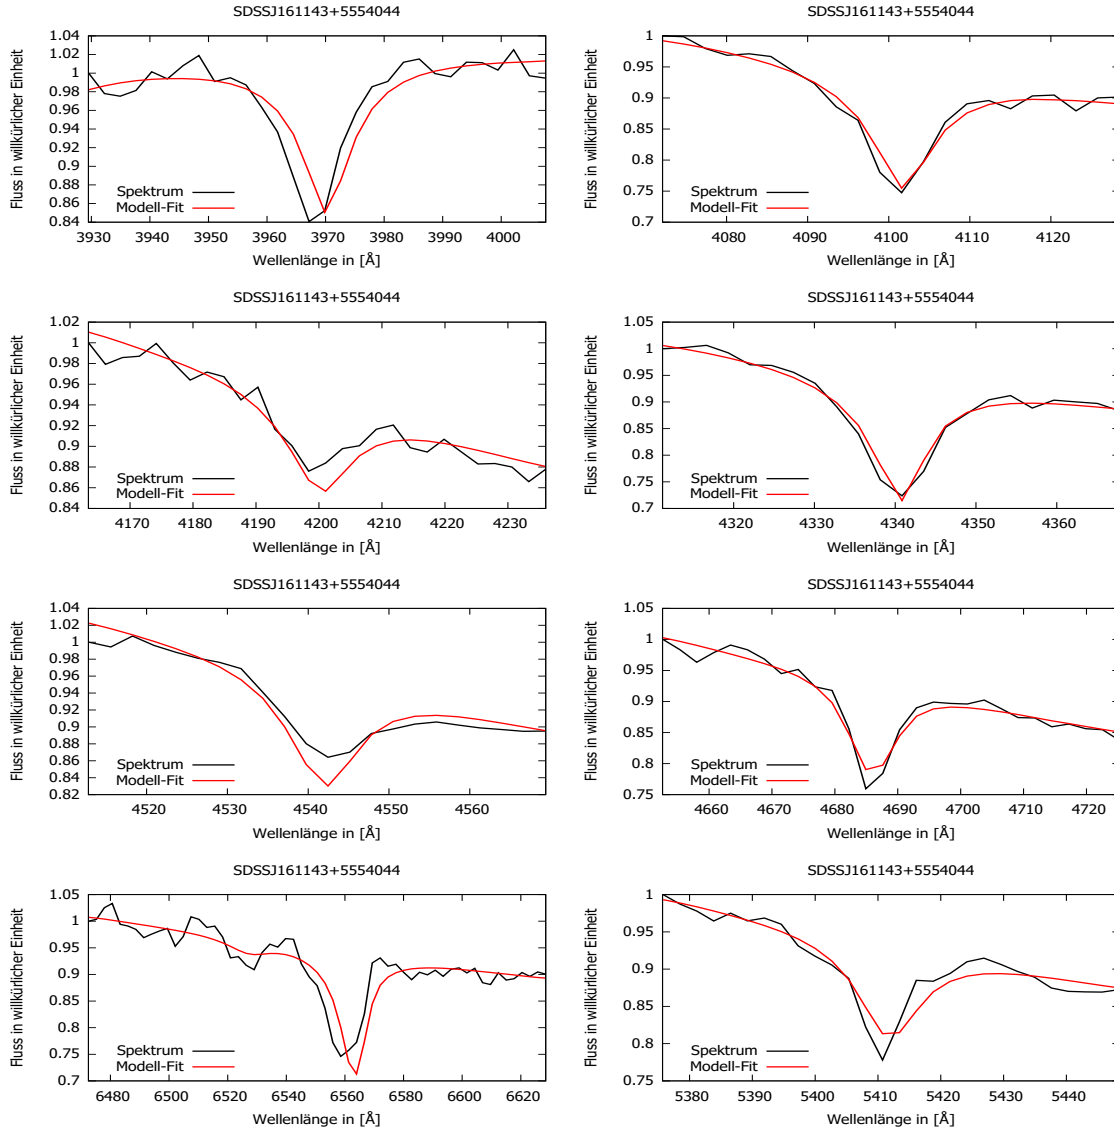 SDSSJ161143+5554044
Fluss in willkürlicher Einheit
1.04
1.02
1
0.98
0.96
0.94
0.92
0.9
0.88
0.86
0.84
Spektrum
Modell-Fit
3930 3940 3950 3960 3970 3980 3990 4000
Wellenlänge in [Å]
SDSSJ161143+5554044
Fluss in willkürlicher Einheit
1
0.95
0.9
0.85
0.8
0.75
0.7
Spektrum
Modell-Fit
4080 4090 4100 4110 4120
Wellenlänge in [Å]
SDSSJ161143+5554044
Fluss in willkürlicher Einheit
1.02
1
0.98
0.96
0.94
0.92
0.9
0.88
0.86
0.84
Spektrum
Modell-Fit
4170 4180 4190 4200 4210 4220 4230
Wellenlänge in [Å]
SDSSJ161143+5554044
Fluss in willkürlicher Einheit
1.05
1
0.95
0.9
0.85
0.8
0.75
0.7
Spektrum
Modell-Fit
4320 4330 4340 4350 4360
Wellenlänge in [Å]
SDSSJ161143+5554044
Fluss in willkürlicher Einheit
1.04
1.02
1
0.98
0.96
0.94
0.92
0.9
0.88
0.86
0.84
0.82
Spektrum
Modell-Fit
4520 4530 4540 4550 4560
Wellenlänge in [Å]
SDSSJ161143+5554044
Fluss in willkürlicher Einheit
1.05
1
0.95
0.9
0.85
0.8
0.75
Spektrum
Modell-Fit
4660 4670 4680 4690 4700 4710 4720
Wellenlänge in [Å]
SDSSJ161143+5554044
Fluss in willkürlicher Einheit
1.05
1
0.95
0.9
0.85
0.8
0.75
0.7
Spektrum
Modell-Fit
6480 6500 6520 6540 6560 6580 6600 6620
Wellenlänge in [Å]
SDSSJ161143+5554044
Fluss in willkürlicher Einheit
1
0.95
0.9
0.85
0.8
0.75
Spektrum
Modell-Fit
5380 5390 5400 5410 5420 5430 5440
Wellenlänge in [Å]